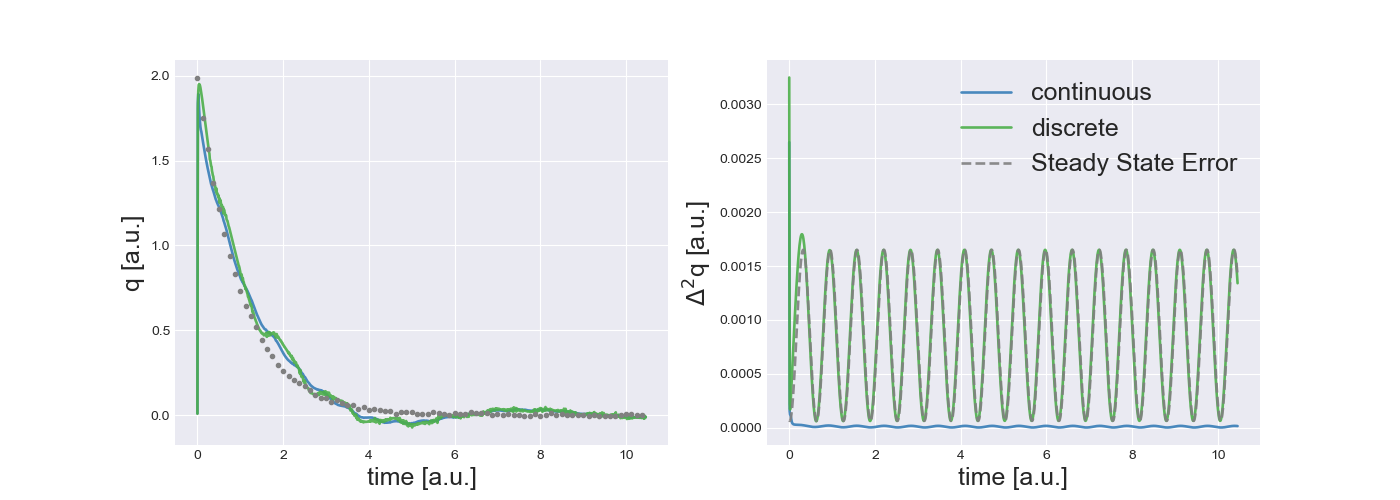 2.0
1.5
1.0
0.5
0.0
q [a.u.]
0 2 4 6 8 10
time [a.u.]
0.0030
0.0025
0.0020
0.0015
0.0010
0.0005
0.0000
Δ²q [a.u.]
continuous
discrete
Steady State Error
0 2 4 6 8 10
time [a.u.]